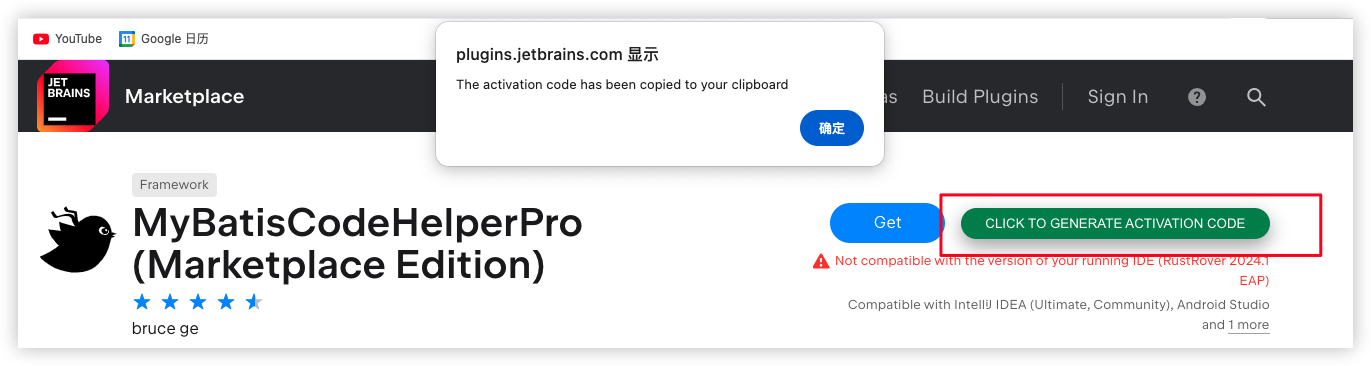 YouTube
Google 日历
plugins.jetbrains.com 显示
The activation code has been copied to your clipboard
确定
JET
BRAINS
Marketplace
as
Build Plugins
Sign In
?
Framework
MyBatisCodeHelperPro
(Marketplace Edition)
bruce ge
Get
CLICK TO GENERATE ACTIVATION CODE
Not compatible with the version of your running IDE (RustRover 2024.1
EAP)
Compatible with IntelliJ IDEA (Ultimate, Community), Android Studio
and 1 more